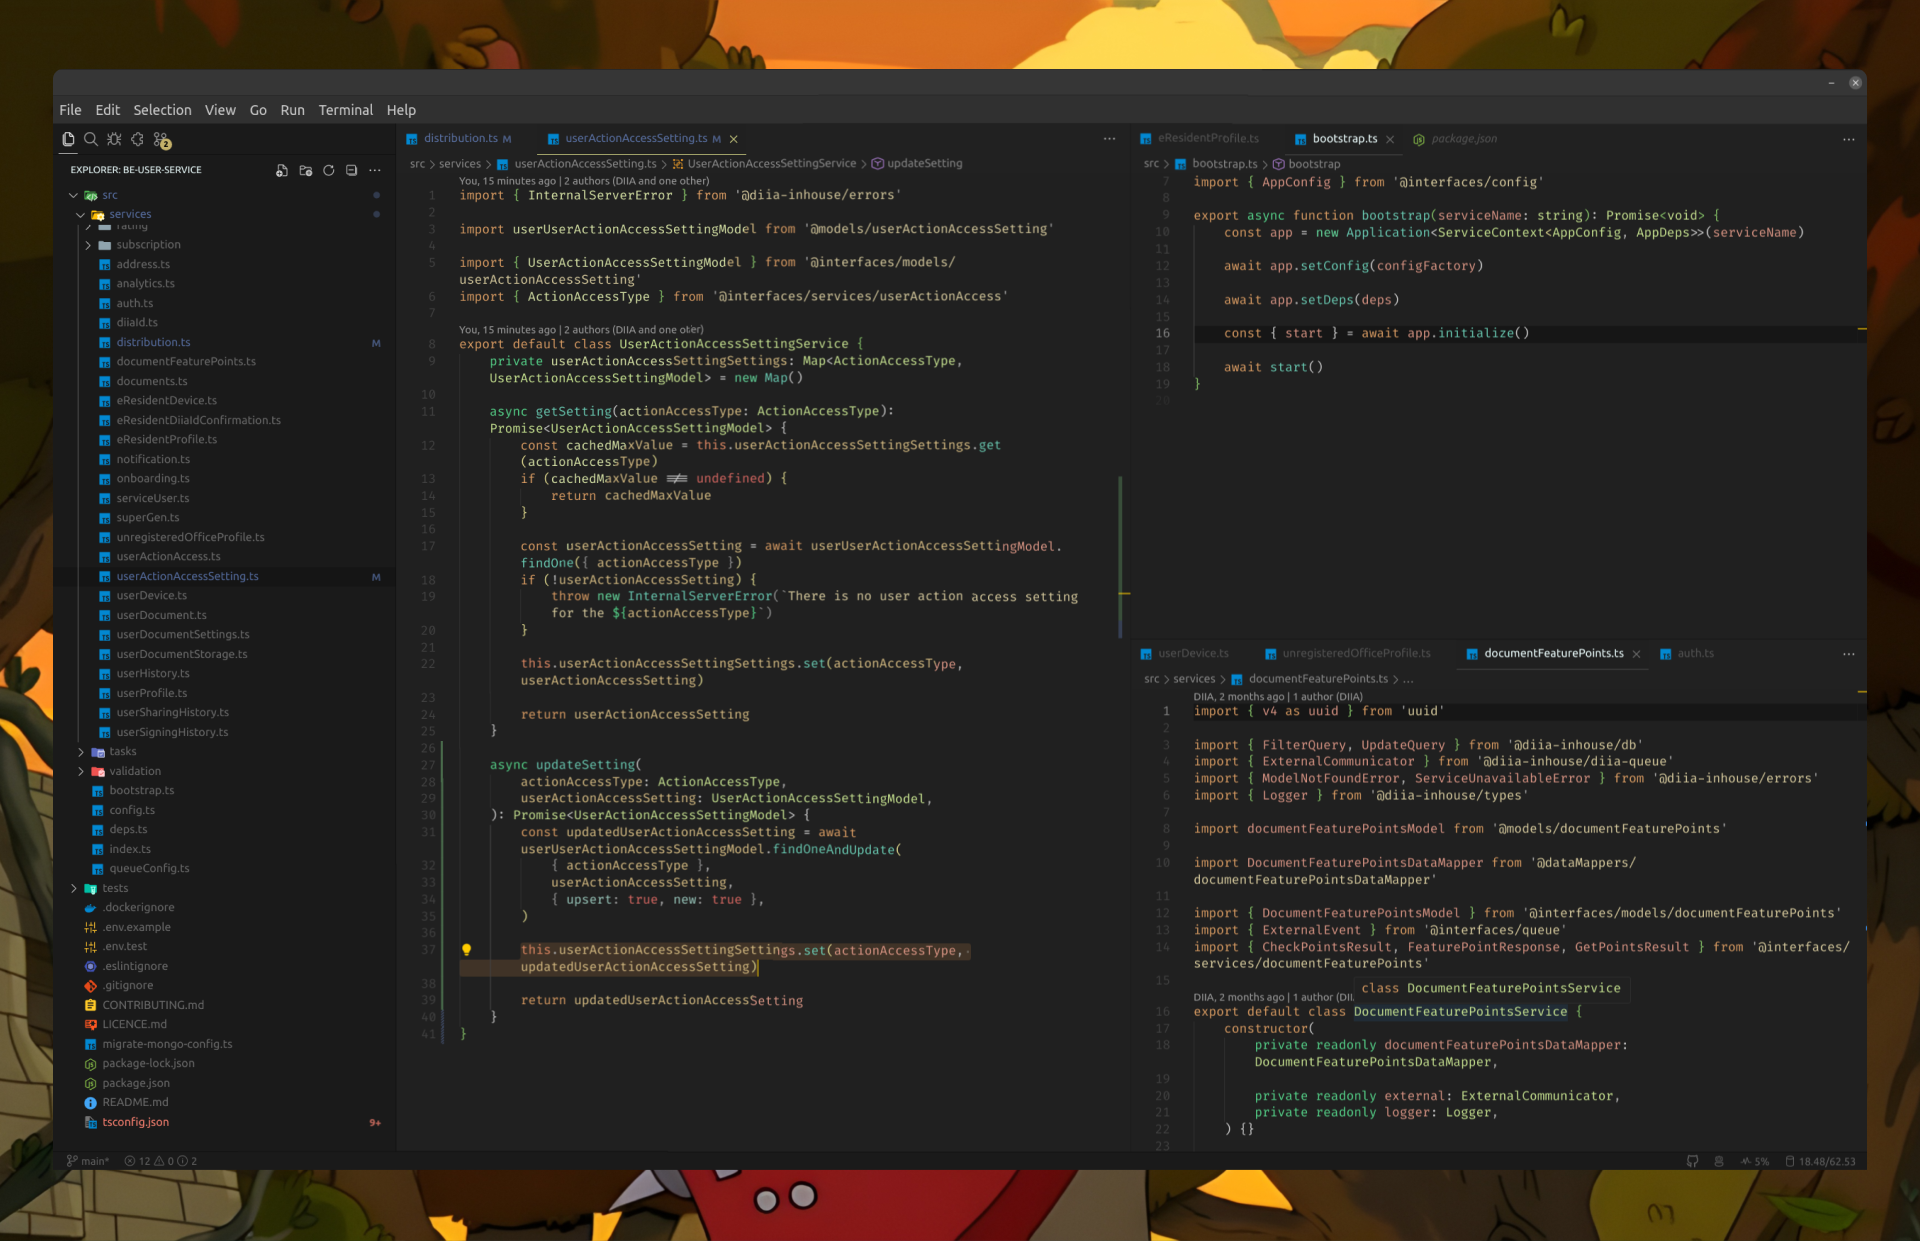 File Edit Selection View Go Run Terminal Help
2
EXPLORER: BE-USER-SERVICE
src
services
rating
subscription
address.ts
analytics.ts
auth.ts
diiaId.ts
distribution.ts M
documentFeaturePoints.ts
documents.ts
eResidentDevice.ts
eResidentDiiaIdConfirmation.ts
eResidentProfile.ts
notification.ts
onboarding.ts
serviceUser.ts
superGen.ts
unregisteredOfficeProfile.ts
userActionAccess.ts
userActionAccessSetting.ts M
userDevice.ts
userDocument.ts
userDocumentSettings.ts
userDocumentStorage.ts
userHistory.ts
userProfile.ts
userSharingHistory.ts
userSigningHistory.ts
tasks
validation
bootstrap.ts
config.ts
deps.ts
index.ts
queueConfig.ts
tests
.dockerignore
.env.example
.env.test
.eslintignore
.gitignore
CONTRIBUTING.md
LICENCE.md
migrate-mongo-config.ts
package-lock.json
package.json
README.md
tsconfig.json 9+
distribution.ts M userActionAccessSetting.ts M
src > services > userActionAccessSetting.ts > UserActionAccessSettingService > updateSetting
You, 15 minutes ago | 2 authors (DIIA and one other)
1 import { InternalServerError } from '@diia-inhouse/errors'
2
3 import userUserActionAccessSettingModel from '@models/userActionAccessSetting'
4
5 import { UserActionAccessSettingModel } from '@interfaces/models/
userActionAccessSetting'
6 import { ActionAccessType } from '@interfaces/services/userActionAccess'
7
You, 15 minutes ago | 2 authors (DIIA and one other)
8 export default class UserActionAccessSettingService {
9 private userActionAccessSettingSettings: Map<ActionAccessType,
UserActionAccessSettingModel> = new Map()
10
11 async getSetting(actionAccessType: ActionAccessType):
Promise<UserActionAccessSettingModel> {
12 const cachedMaxValue = this.userActionAccessSettingSettings.get
(actionAccessType)
13 if (cachedMaxValue !== undefined) {
14 return cachedMaxValue
15 }
16
17 const userActionAccessSetting = await userUserActionAccessSettingModel.
findOne({ actionAccessType })
18 if (!userActionAccessSetting) {
19 throw new InternalServerError(`There is no user action access setting
for the ${actionAccessType}`)
20 }
21
22 this.userActionAccessSettingSettings.set(actionAccessType,
userActionAccessSetting)
23
24 return userActionAccessSetting
25 }
26
27 async updateSetting(
28 actionAccessType: ActionAccessType,
29 userActionAccessSetting: UserActionAccessSettingModel,
30 ): Promise<UserActionAccessSettingModel> {
31 const updatedUserActionAccessSetting = await
userUserActionAccessSettingModel.findOneAndUpdate(
32 { actionAccessType },
33 userActionAccessSetting,
34 { upsert: true, new: true },
35 )
36
37 this.userActionAccessSettingSettings.set(actionAccessType,
updatedUserActionAccessSetting)
38
39 return updatedUserActionAccessSetting
40 }
41 }
eResidentProfile.ts bootstrap.ts package.json
src > bootstrap.ts > bootstrap
7 import { AppConfig } from '@interfaces/config'
8
9 export async function bootstrap(serviceName: string): Promise<void> {
10 const app = new Application<ServiceContext<AppConfig, AppDeps>>(serviceName)
11
12 await app.setConfig(configFactory)
13
14 await app.setDeps(deps)
15
16 const { start } = await app.initialize()
17
18 await start()
19 }
20
userDevice.ts unregisteredOfficeProfile.ts documentFeaturePoints.ts auth.ts
src > services > documentFeaturePoints.ts > ...
DIIA, 2 months ago | 1 author (DIIA)
1 import { v4 as uuid } from 'uuid'
2
3 import { FilterQuery, UpdateQuery } from '@diia-inhouse/db'
4 import { ExternalCommunicator } from '@diia-inhouse/diia-queue'
5 import { ModelNotFoundError, ServiceUnavailableError } from '@diia-inhouse/errors'
6 import { Logger } from '@diia-inhouse/types'
7
8 import documentFeaturePointsModel from '@models/documentFeaturePoints'
9
10 import DocumentFeaturePointsDataMapper from '@dataMappers/
documentFeaturePointsDataMapper'
11
12 import { DocumentFeaturePointsModel } from '@interfaces/models/documentFeaturePoints'
13 import { ExternalEvent } from '@interfaces/queue'
14 import { CheckPointsResult, FeaturePointResponse, GetPointsResult } from '@interfaces/
services/documentFeaturePoints'
15
class DocumentFeaturePointsService
DIIA, 2 months ago | 1 author (DII
16 export default class DocumentFeaturePointsService {
17 constructor(
18 private readonly documentFeaturePointsDataMapper:
DocumentFeaturePointsDataMapper,
19
20 private readonly external: ExternalCommunicator,
21 private readonly logger: Logger,
22 ) {}
23
main* 12 0 2
5% 18.48/62.53